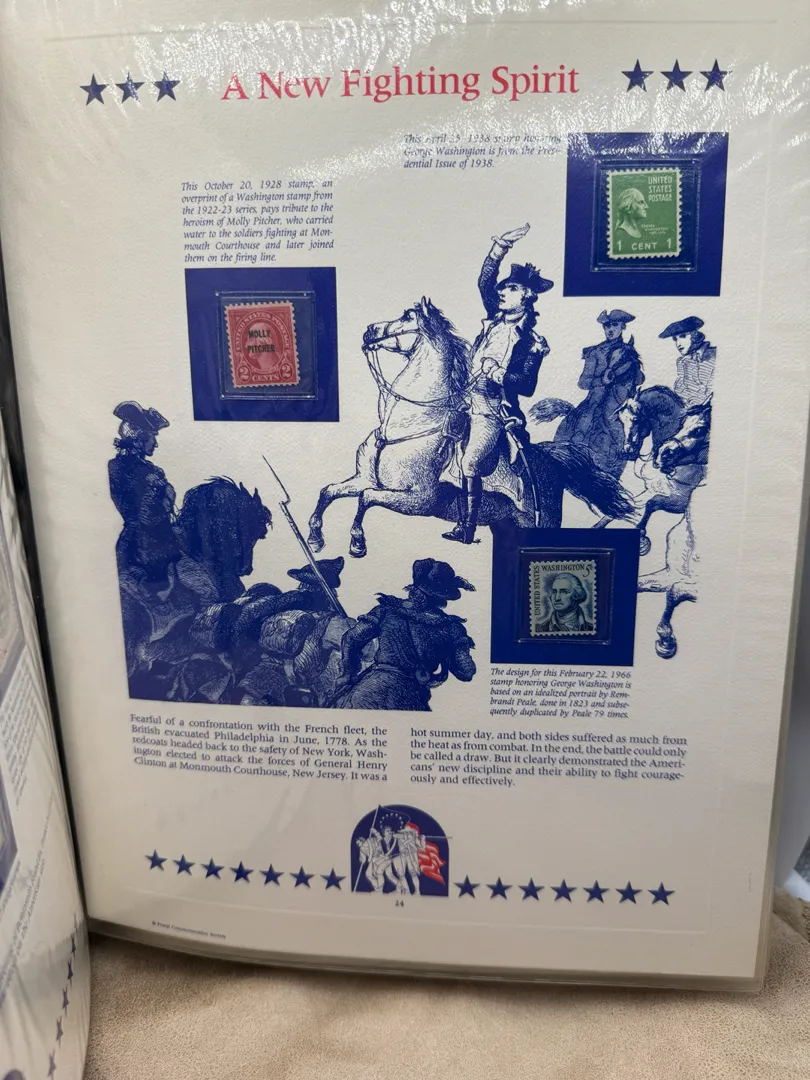 A New Fighting Spirit
This April 25, 1938 stamp honoring
George Washington is from the Presi-
dential Issue of 1938.
UNITED
STATES
POSTAGE
1 CENT 1
This October 20, 1928 stamp, an
overprint of a Washington stamp from
the 1922-23 series, pays tribute to the
heroism of Molly Pitcher, who carried
water to the soldiers fighting at Mon-
mouth Courthouse and later joined
them on the firing line.
UNITED STATES POSTAGE
MOLLY
PITCHER
2 CENTS 2
UNITED STATES
WASHINGTON 5¢
The design for this February 22, 1966
stamp honoring George Washington is
based on an idealized portrait by Rem-
brandt Peale, done in 1823 and subse-
quently duplicated by Peale 79 times.
Fearful of a confrontation with the French fleet, the
British evacuated Philadelphia in June, 1778. As the
redcoats headed back to the safety of New York, Wash-
ington elected to attack the forces of General Henry
Clinton at Monmouth Courthouse, New Jersey. It was a
hot summer day, and both sides suffered as much from
the heat as from combat. In the end, the battle could only
be called a draw. But it clearly demonstrated the Ameri-
cans' new discipline and their ability to fight courage-
ously and effectively.
© Postal Commemorative Society